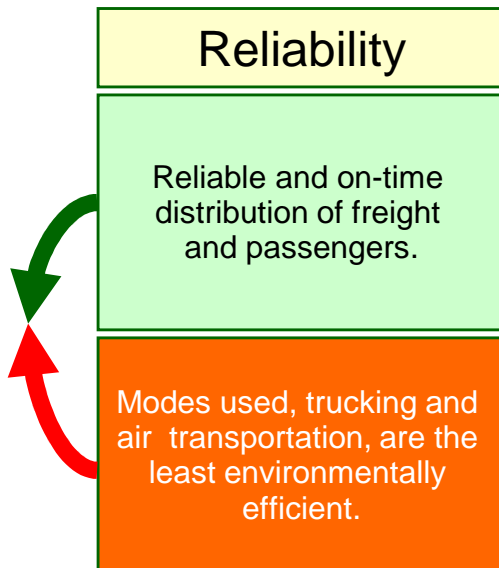 Reliability
Reliable and on-time
distribution of freight
and passengers.
Modes used, trucking and
air  transportation, are the
least environmentally
efficient.